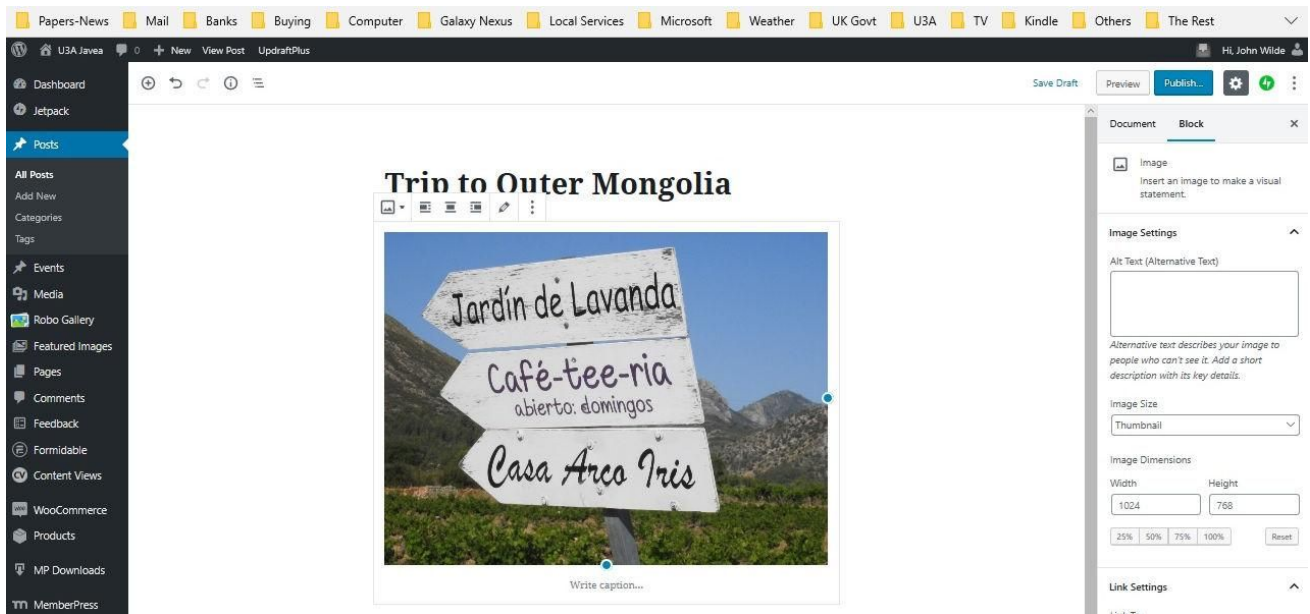 Papers-News Mail Banks Buying Computer Galaxy Nexus Local Services Microsoft Weather UK Govt U3A TV Kindle Others The Rest
U3A Javea 0 + New View Post UpdraftPlus Hi, John Wilde
Dashboard
Save Draft Preview Publish...
Jetpack
Posts
All Posts
Add New
Categories
Tags
Events
Media
Robo Gallery
Featured Images
Pages
Comments
Feedback
Formidable
CV Content Views
woo WooCommerce
Products
MP Downloads
m MemberPress
Trip to Outer Mongolia
Jardín de Lavanda
Café-tee-ria
abierto: domingos
Casa Arco Iris
Write caption...
Document Block
Image
Insert an image to make a visual
statement.
Image Settings
Alt Text (Alternative Text)
Alternative text describes your image to
people who can't see it. Add a short
description with its key details.
Image Size
Thumbnail
Image Dimensions
Width Height
1024 768
25% 50% 75% 100% Reset
Link Settings